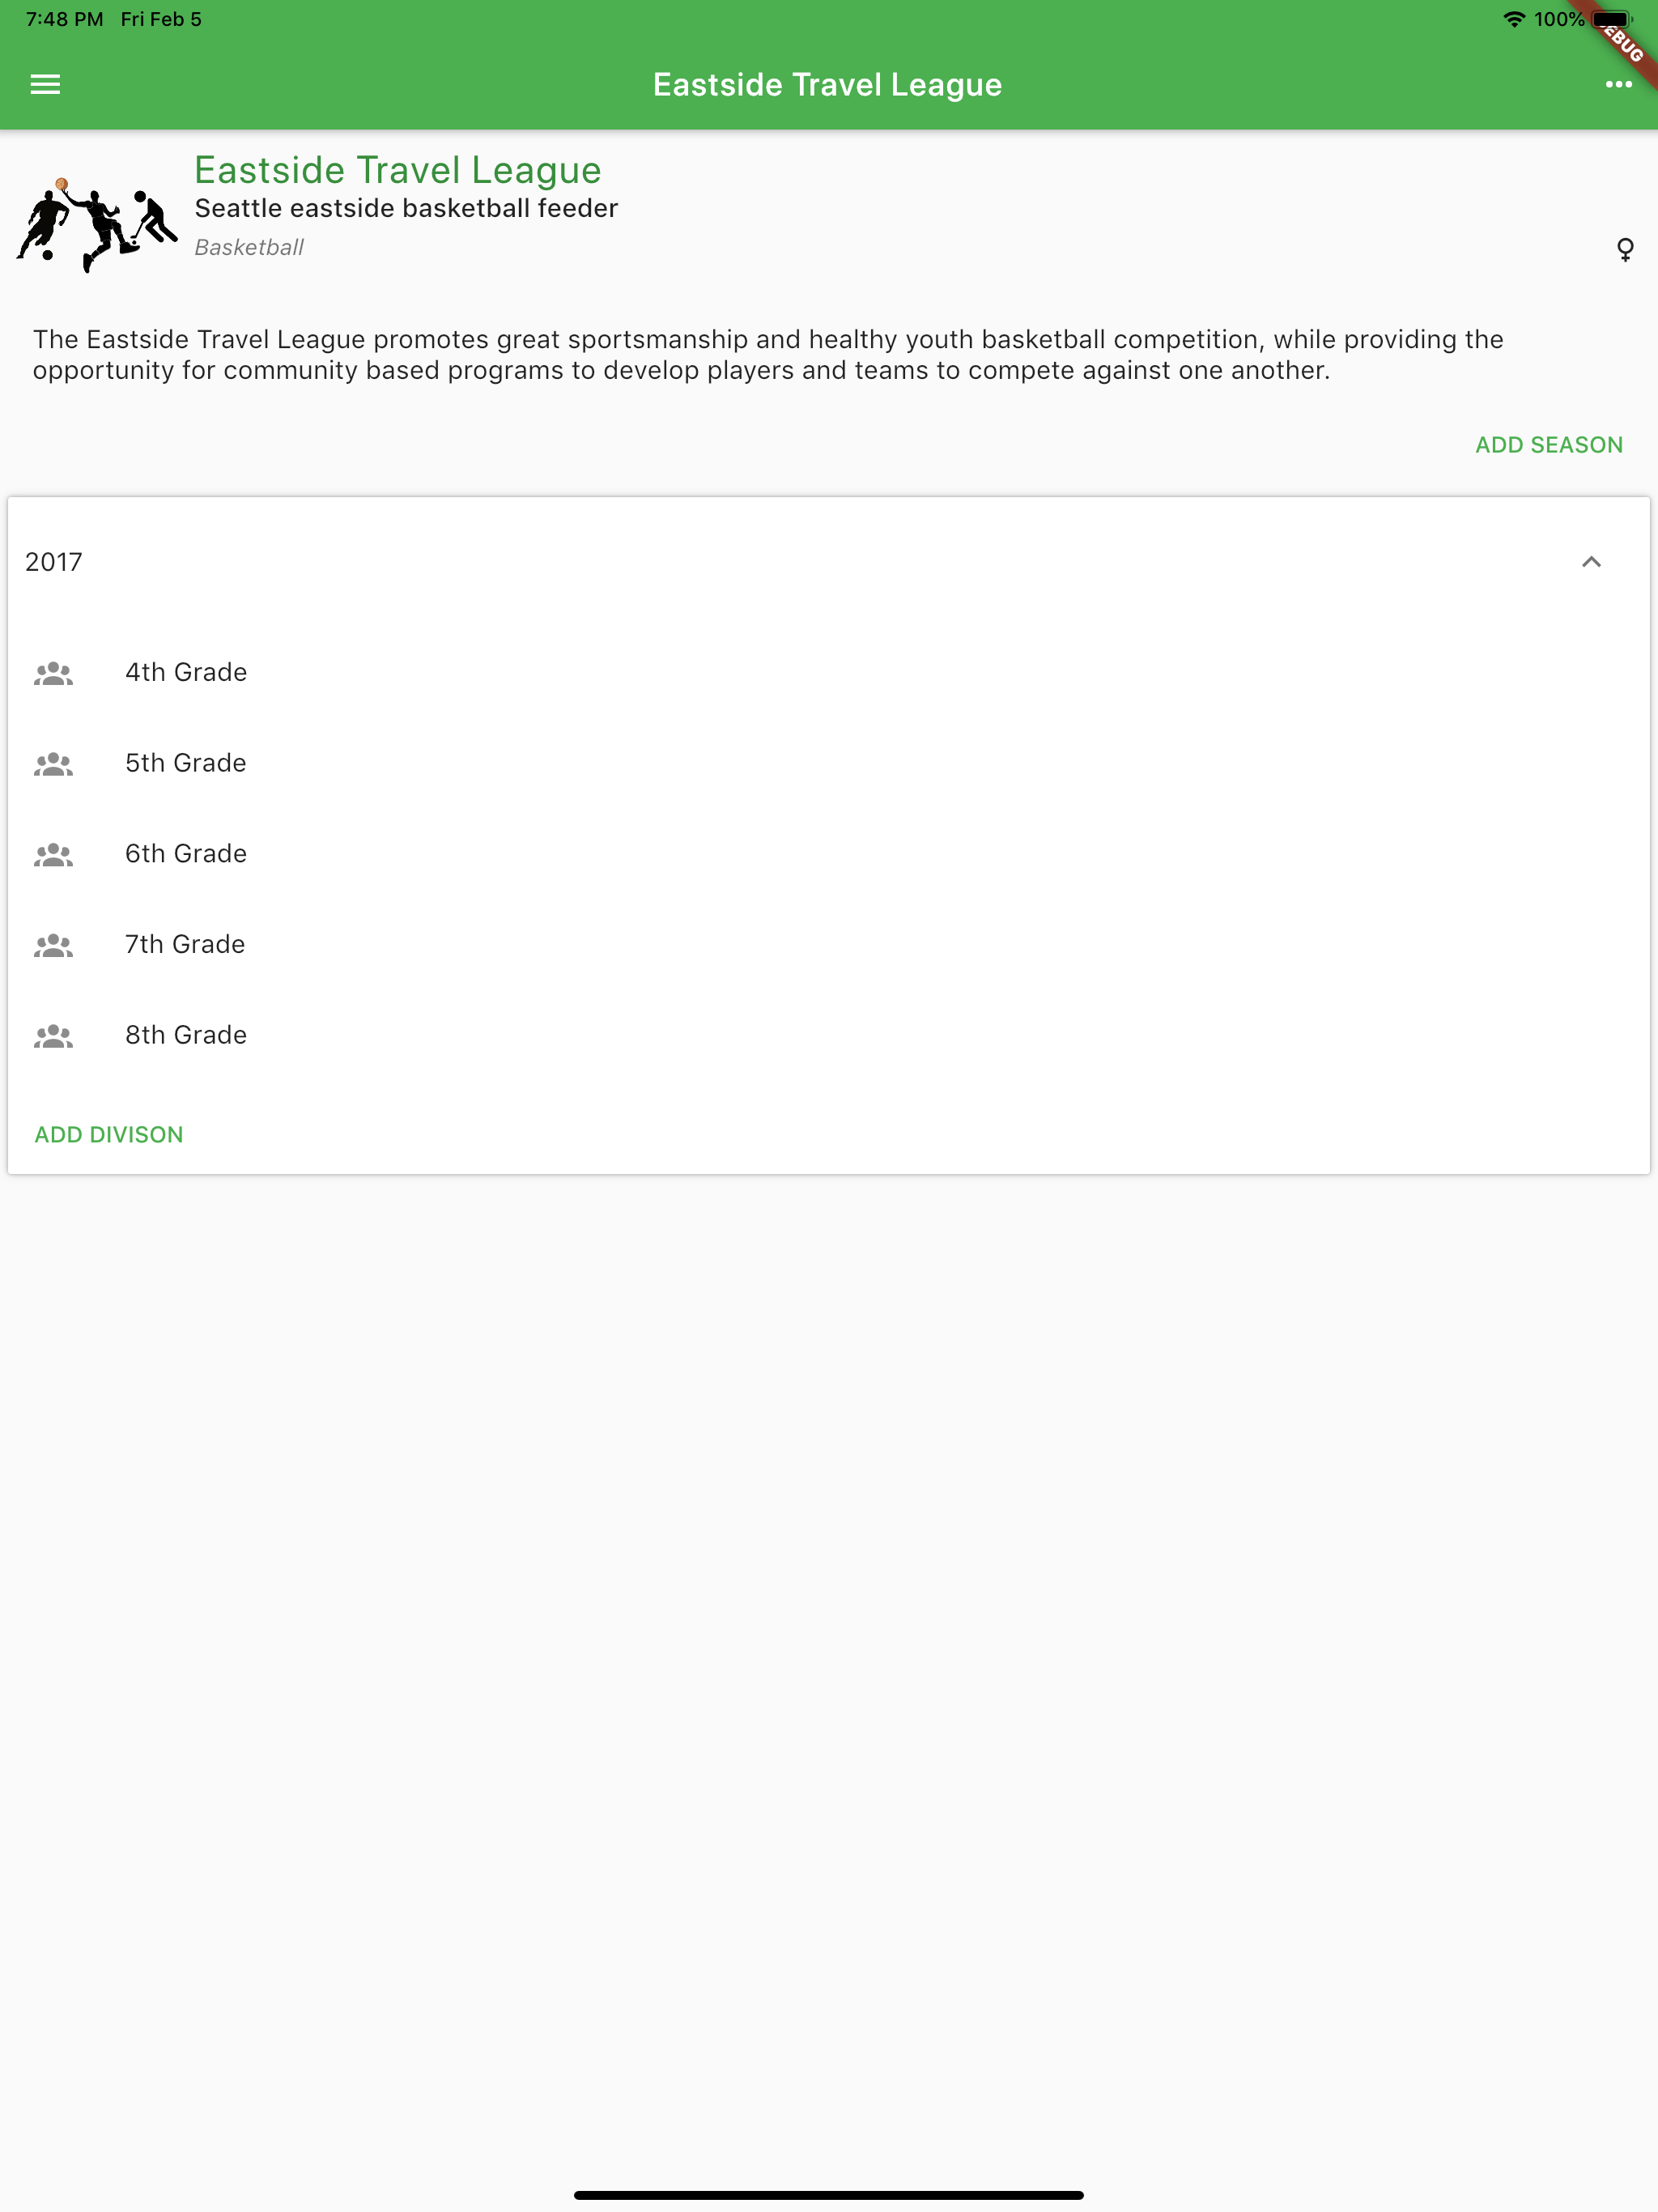 7:48 PM Fri Feb 5
100%
Eastside Travel League
Eastside Travel League
Seattle eastside basketball feeder
Basketball
The Eastside Travel League promotes great sportsmanship and healthy youth basketball competition, while providing the
opportunity for community based programs to develop players and teams to compete against one another.
ADD SEASON
2017
4th Grade
5th Grade
6th Grade
7th Grade
8th Grade
ADD DIVISON